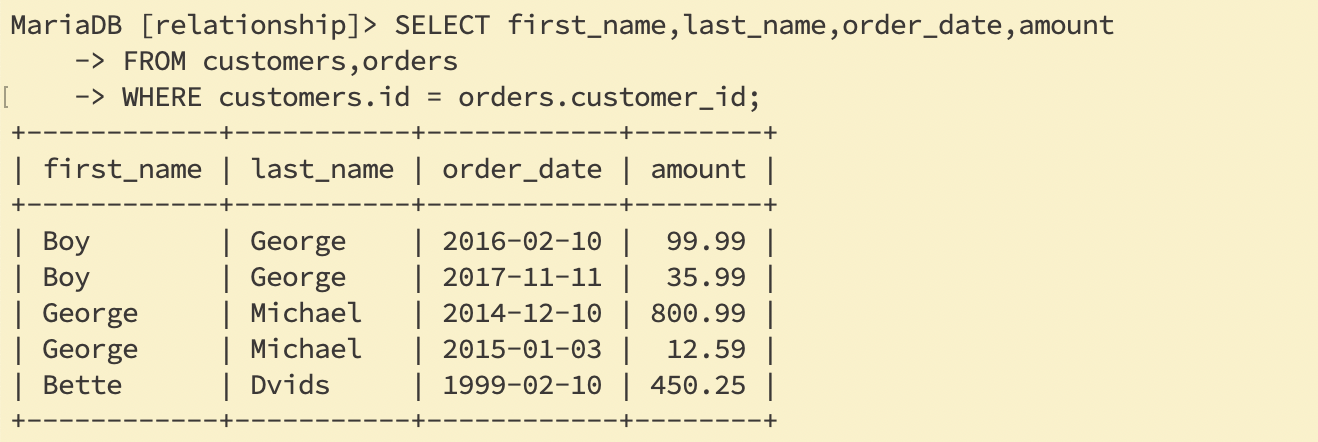 MariaDB [relationship]> SELECT first_name,last_name,order_date,amount
    -> FROM customers,orders
[    -> WHERE customers.id = orders.customer_id;
+------------+-----------+------------+--------+
| first_name | last_name | order_date | amount |
+------------+-----------+------------+--------+
| Boy        | George    | 2016-02-10 |  99.99 |
| Boy        | George    | 2017-11-11 |  35.99 |
| George     | Michael   | 2014-12-10 | 800.99 |
| George     | Michael   | 2015-01-03 |  12.59 |
| Bette      | Dvids     | 1999-02-10 | 450.25 |
+------------+-----------+------------+--------+